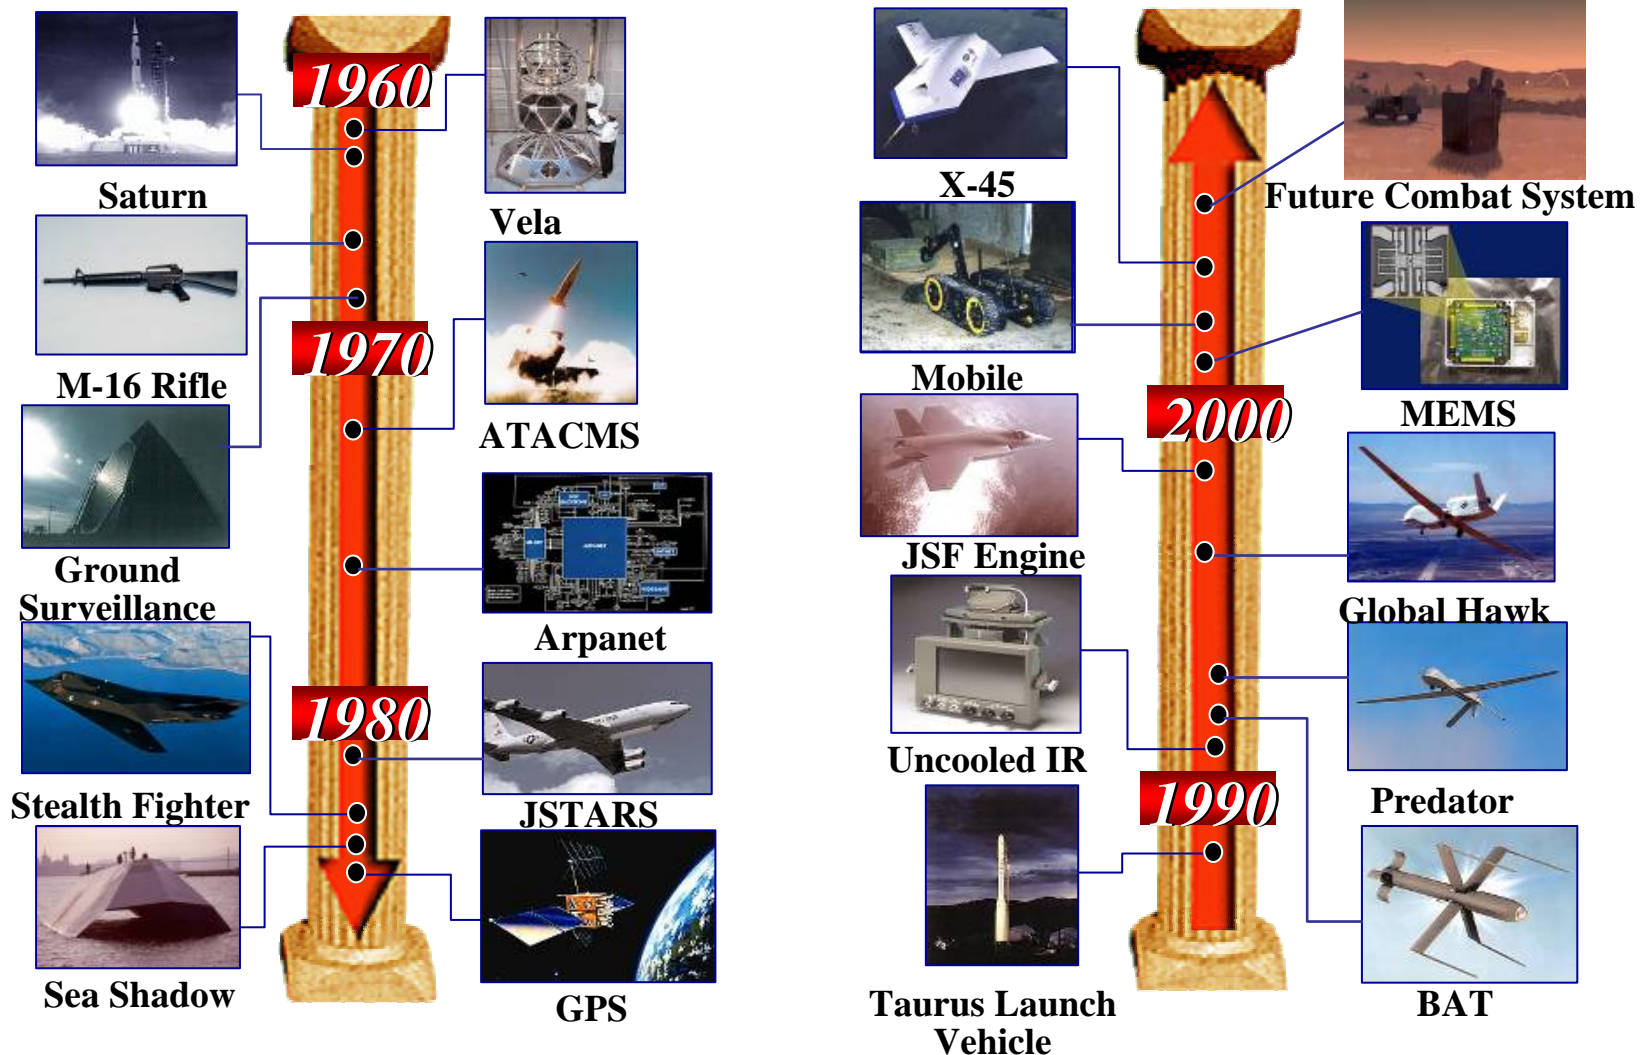 1960
Saturn
Vela
M-16 Rifle
1970
ATACMS
Ground
Surveillance
Arpanet
1980
Stealth Fighter
JSTARS
Sea Shadow
GPS
X-45
Future Combat System
Mobile
MEMS
2000
JSF Engine
Global Hawk
Uncooled IR
Predator
1990
Taurus Launch
Vehicle
BAT